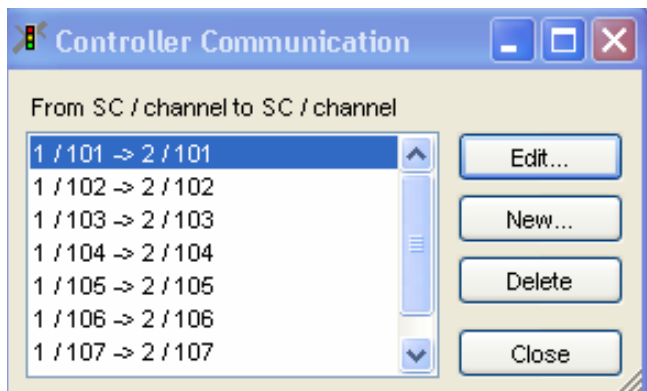 Controller Communication
From SC / channel to SC / channel
1 / 101 -> 2 / 101
1 / 102 -> 2 / 102
1 / 103 -> 2 / 103
1 / 104 -> 2 / 104
1 / 105 -> 2 / 105
1 / 106 -> 2 / 106
1 / 107 -> 2 / 107
Edit...
New...
Delete
Close